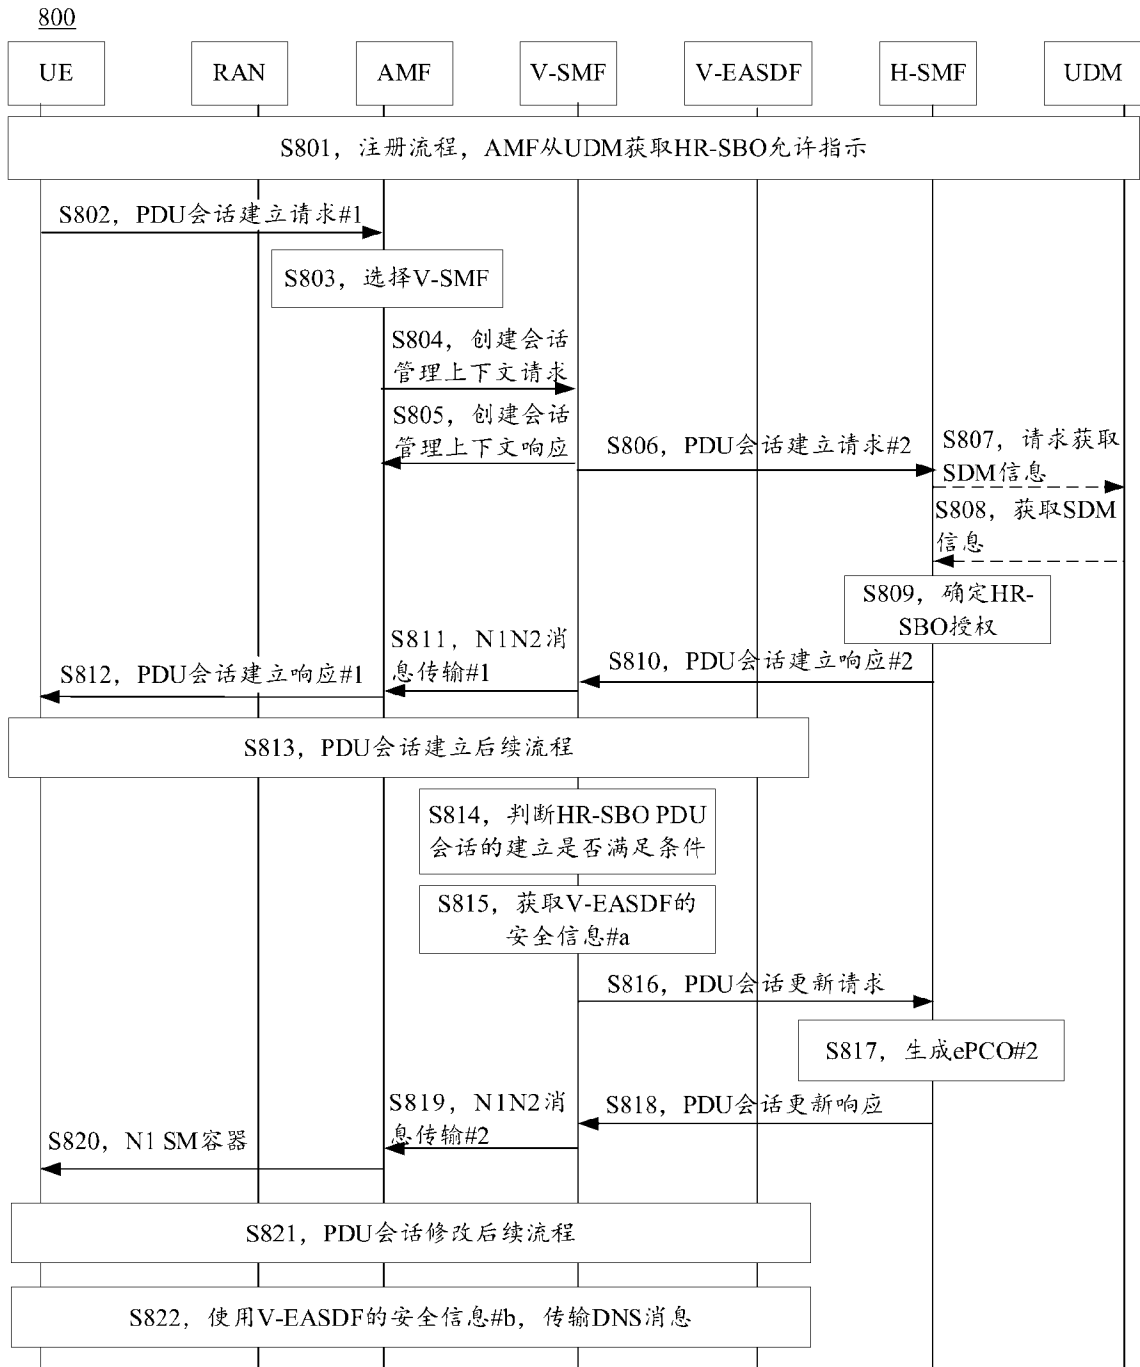 800
UE
RAN
AMF
V-SMF
V-EASDF
H-SMF
UDM
S801，注册流程，AMF从UDM获取HR-SBO允许指示
S802，PDU会话建立请求#1
S803，选择V-SMF
S804，创建会话
管理上下文请求
S805，创建会话
管理上下文响应
S806，PDU会话建立请求#2
S807，请求获取
SDM信息
S808，获取SDM
信息
S809，确定HR-
SBO授权
S810，PDU会话建立响应#2
S811，N1N2消
息传输#1
S812，PDU会话建立响应#1
S813，PDU会话建立后续流程
S814，判断HR-SBO PDU
会话的建立是否满足条件
S815，获取V-EASDF的
安全信息#a
S816，PDU会话更新请求
S817，生成ePCO#2
S818，PDU会话更新响应
S819，N1N2消
息传输#2
S820，N1 SM容器
S821，PDU会话修改后续流程
S822，使用V-EASDF的安全信息#b，传输DNS消息